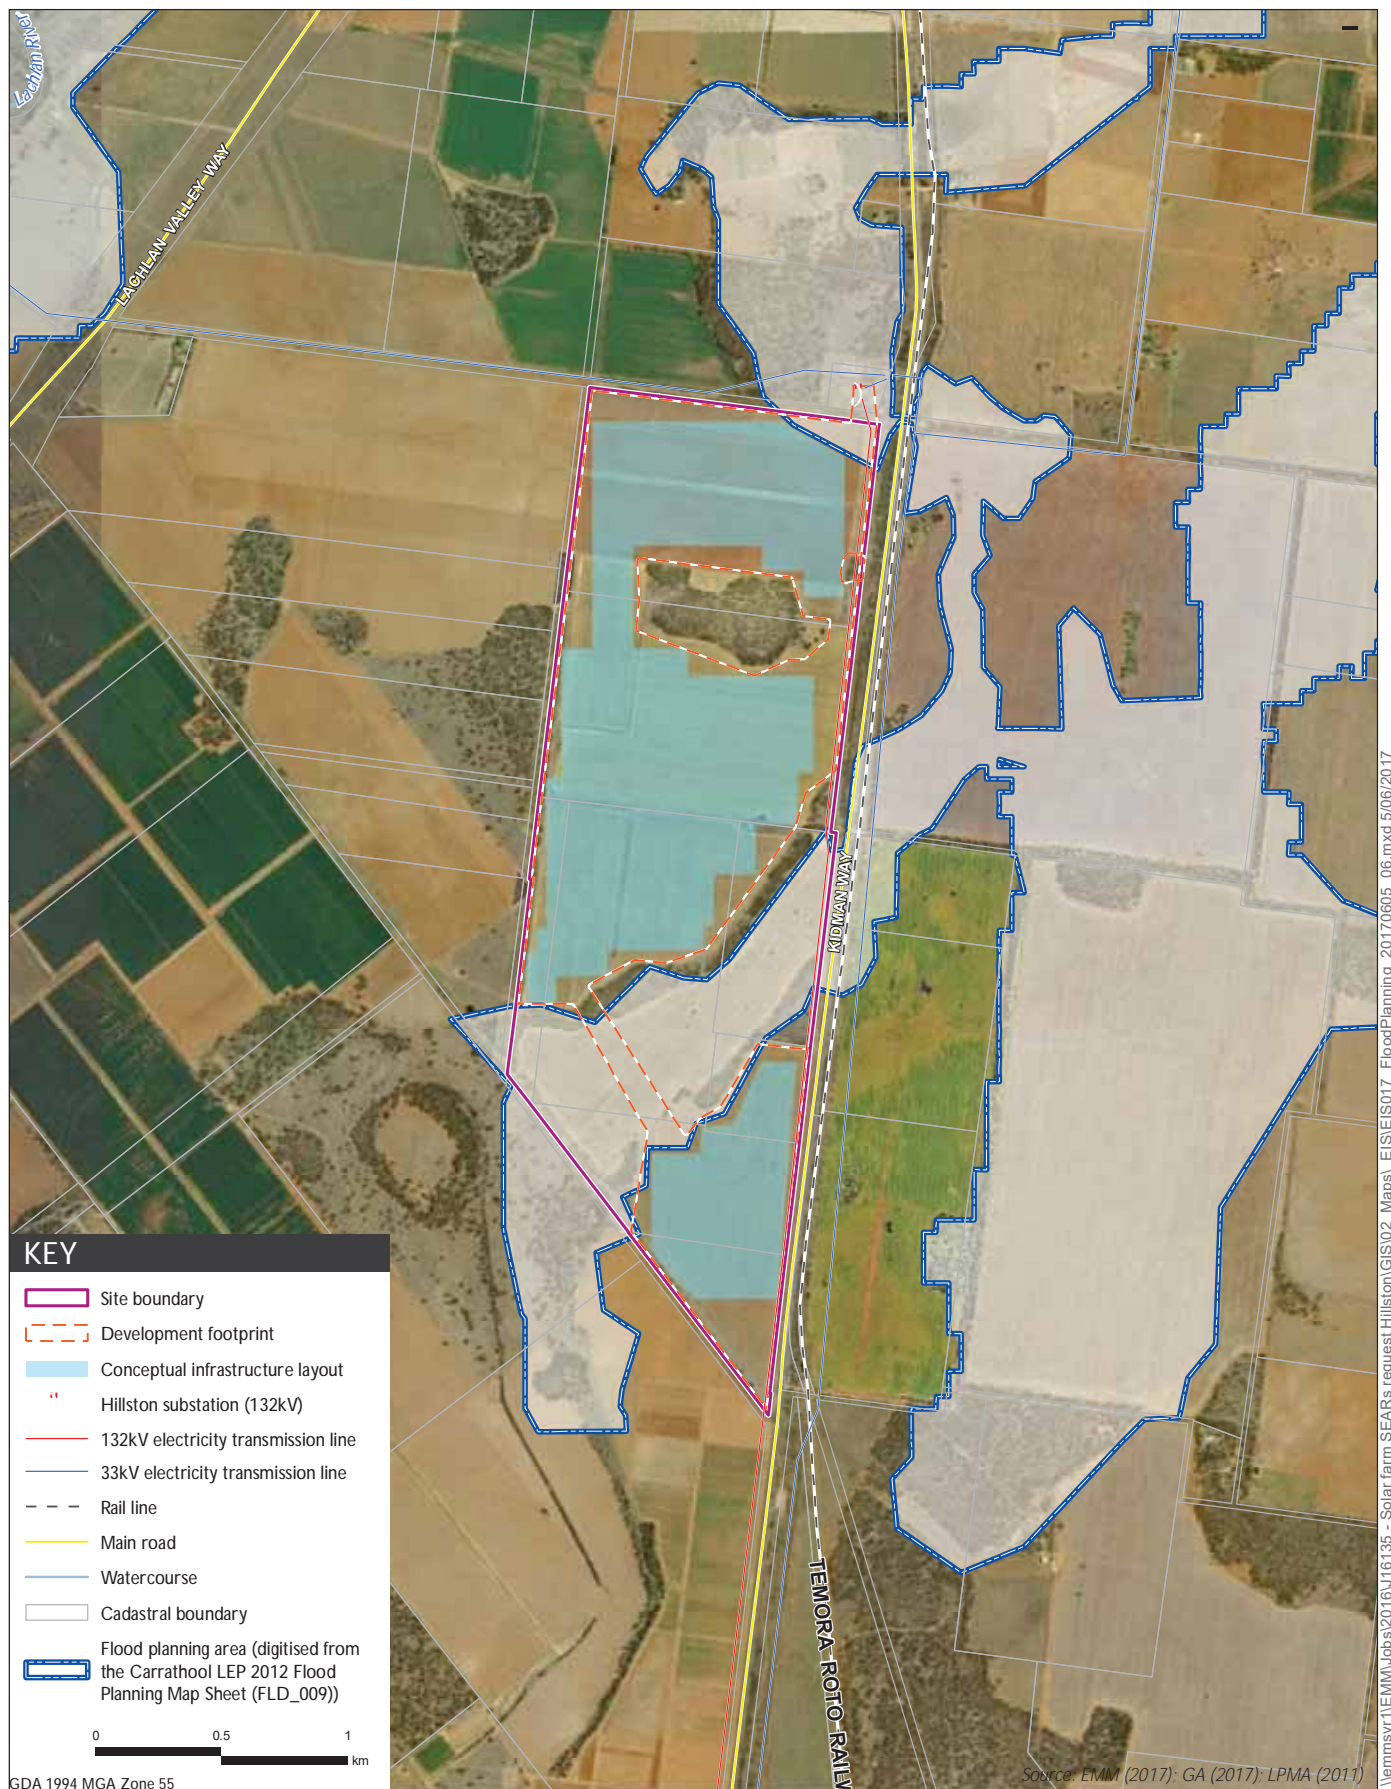 Lachlan River
LACHLAN VALLEY WAY
KIDMAN WAY
TEMORA ROTO RAILW
KEY
Site boundary
Development footprint
Conceptual infrastructure layout
Hillston substation (132kV)
132kV electricity transmission line
33kV electricity transmission line
Rail line
Main road
Watercourse
Cadastral boundary
Flood planning area (digitised from
the Carrathool LEP 2012 Flood
Planning Map Sheet (FLD_009))
0 0.5 1
km
GDA 1994 MGA Zone 55
Source: EMM (2017); GA (2017); LPMA (2011)
\\emmsvr1\EMM\Jobs\2016\J16135 - Solar farm SEARs request Hillston\GIS\02_Maps\_EIS\EIS017_FloodPlanning_20170605_06.mxd 5/06/2017